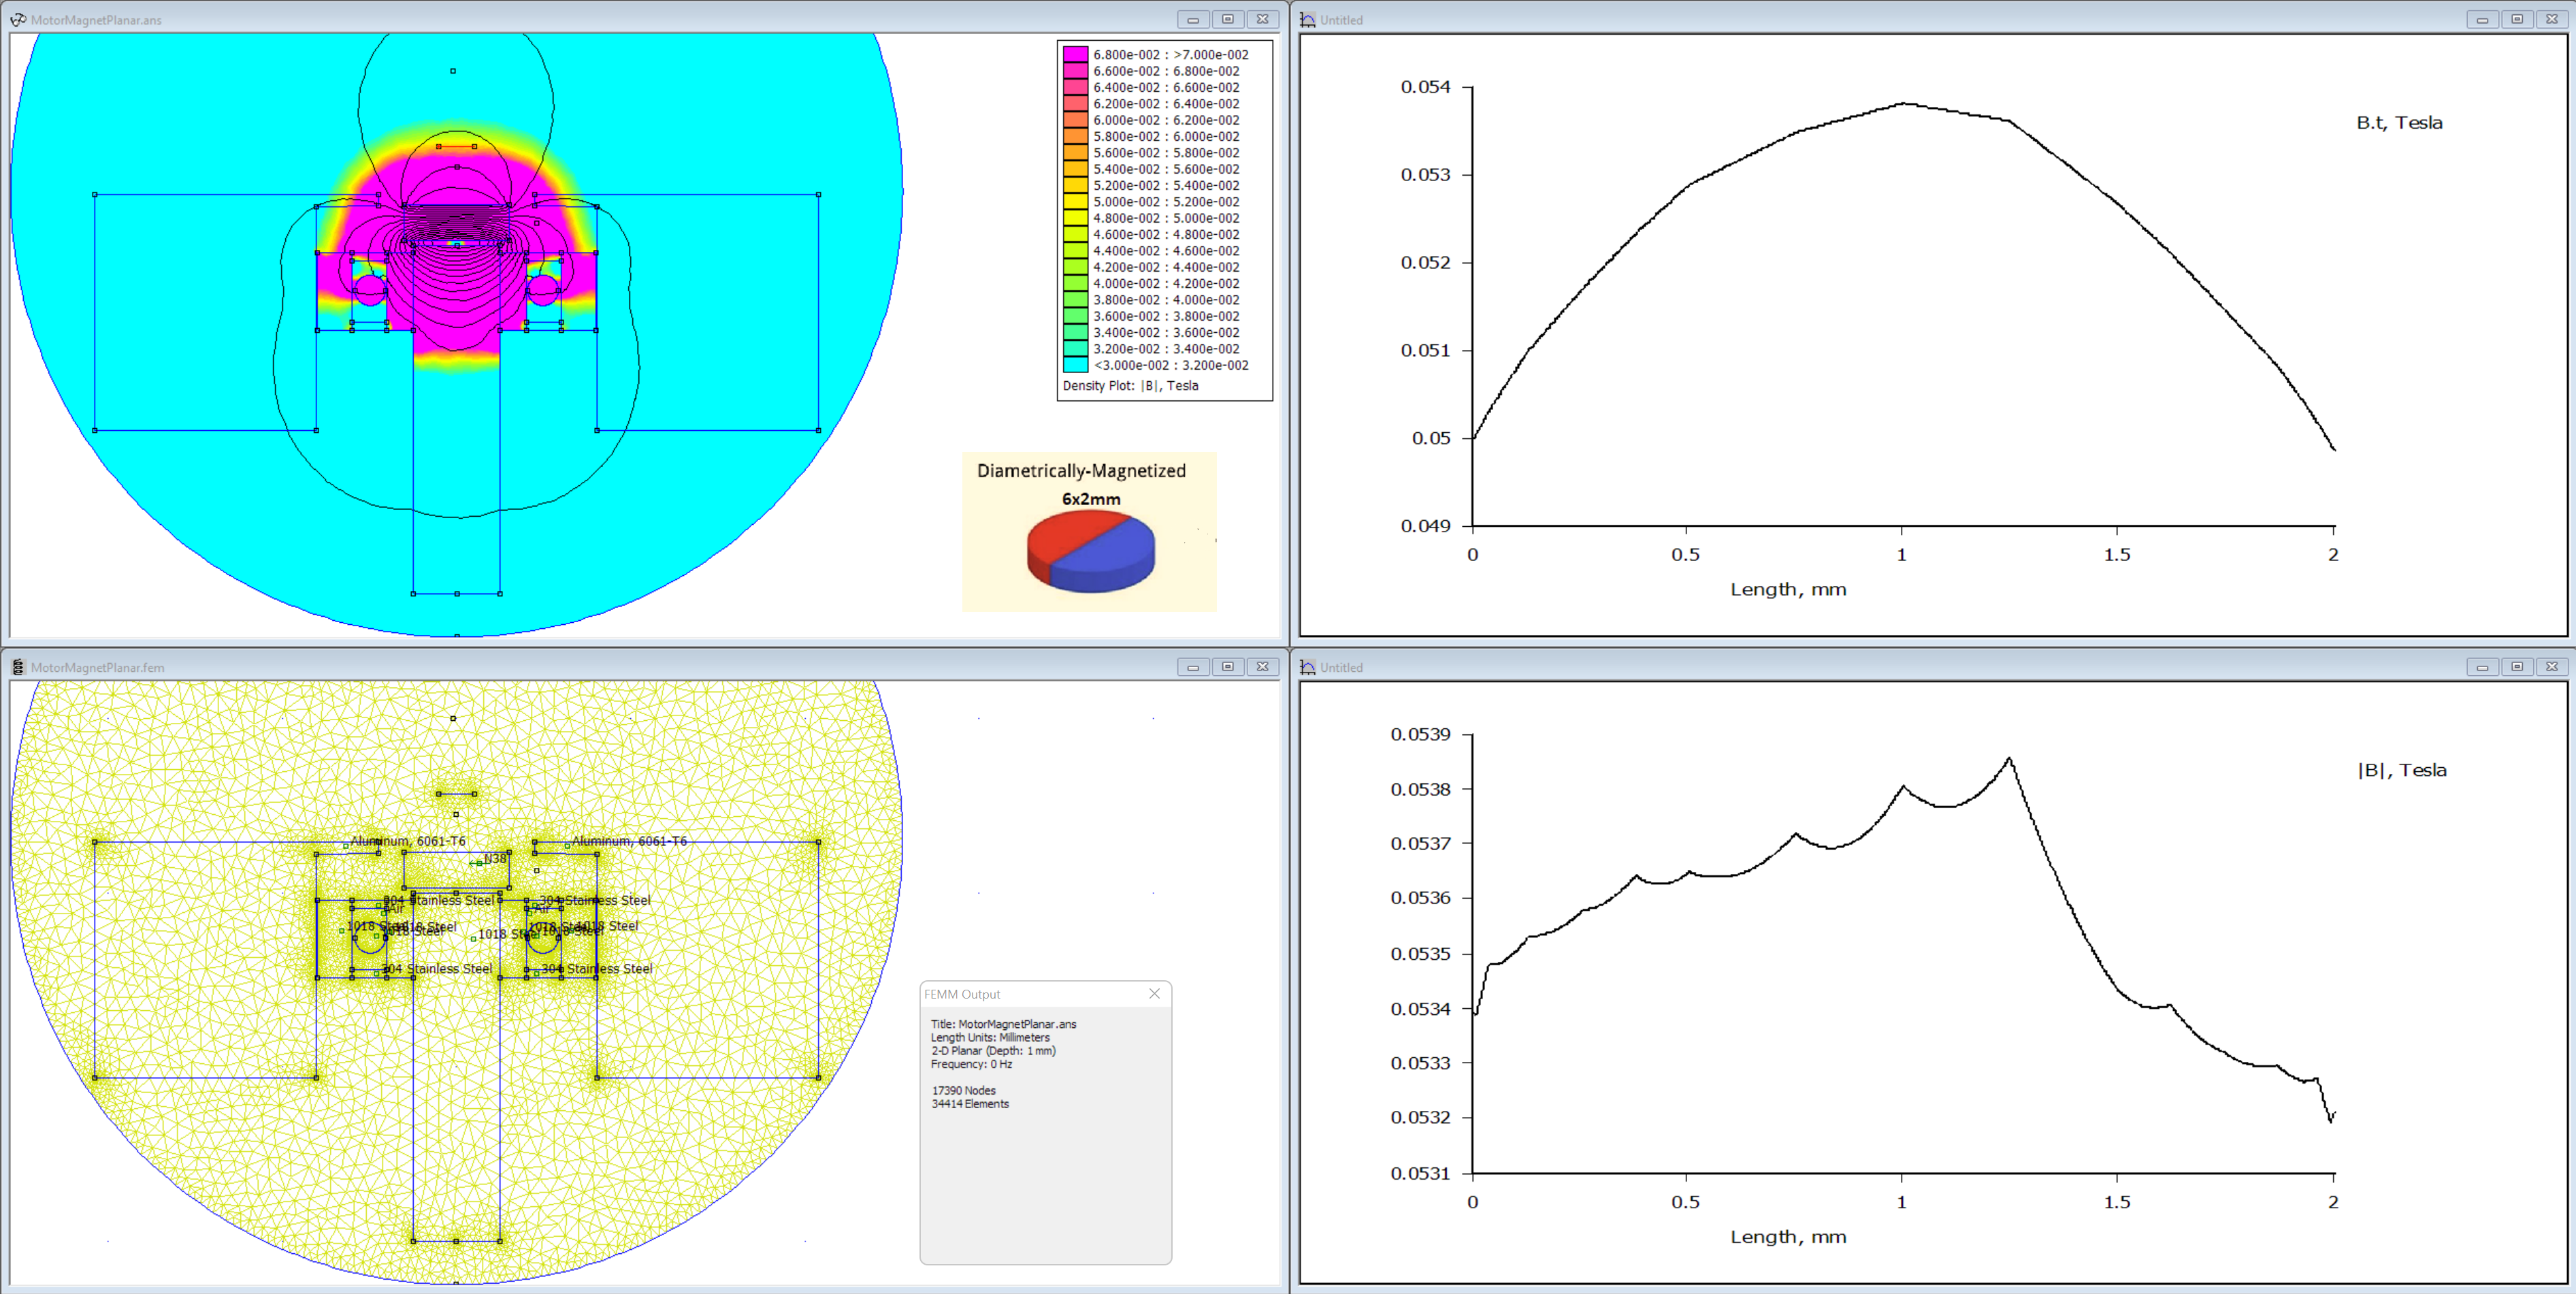 MotorMagnetPlanar.ans
6.800e-002 : >7.000e-002
6.600e-002 : 6.800e-002
6.400e-002 : 6.600e-002
6.200e-002 : 6.400e-002
6.000e-002 : 6.200e-002
5.800e-002 : 6.000e-002
5.600e-002 : 5.800e-002
5.400e-002 : 5.600e-002
5.200e-002 : 5.400e-002
5.000e-002 : 5.200e-002
4.800e-002 : 5.000e-002
4.600e-002 : 4.800e-002
4.400e-002 : 4.600e-002
4.200e-002 : 4.400e-002
4.000e-002 : 4.200e-002
3.800e-002 : 4.000e-002
3.600e-002 : 3.800e-002
3.400e-002 : 3.600e-002
3.200e-002 : 3.400e-002
<3.000e-002 : 3.200e-002
Density Plot: |B|, Tesla
Diametrically-Magnetized
6x2mm
Untitled
B.t, Tesla
0.054
0.053
0.052
0.051
0.05
0.049
0
0.5
1
1.5
2
Length, mm
MotorMagnetPlanar.fem
Aluminum, 6061-T6
Aluminum, 6061-T6
N38
304 Stainless Steel
304 Stainless Steel
Air
Air
1018 Steel
1018 Steel
1018 Steel
1018 Steel
1018 Steel
304 Stainless Steel
304 Stainless Steel
FEMM Output
Title: MotorMagnetPlanar.ans
Length Units: Millimeters
2-D Planar (Depth: 1 mm)
Frequency: 0 Hz
17390 Nodes
34414 Elements
Untitled
|B|, Tesla
0.0539
0.0538
0.0537
0.0536
0.0535
0.0534
0.0533
0.0532
0.0531
0
0.5
1
1.5
2
Length, mm